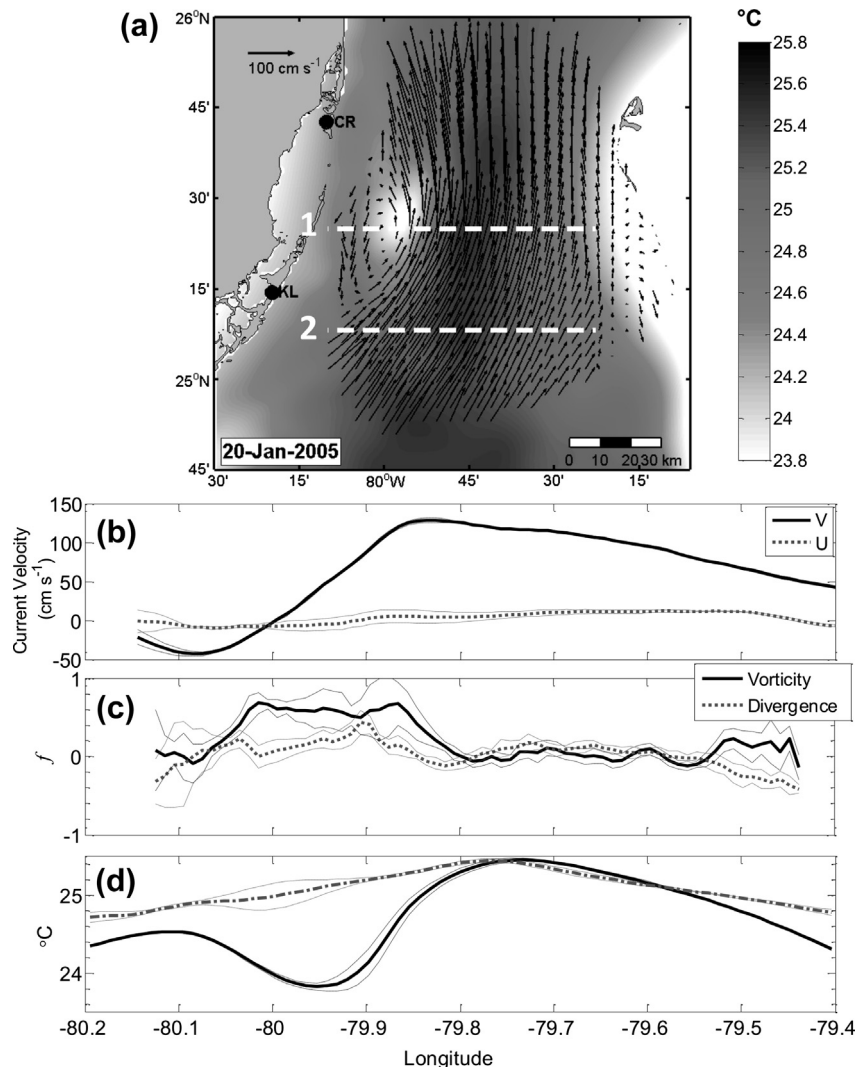 (a)
26°N
45'
30'
15'
25°N
45'
100 cm s⁻¹
CR
KL
1
2
20-Jan-2005
0 10 20 30 km
30' 15' 80°W 45' 30' 15'
°C
25.8
25.6
25.4
25.2
25
24.8
24.6
24.4
24.2
24
23.8
(b)
Current Velocity
(cm s⁻¹)
150
100
50
0
-50
V
U
(c)
f
1
0
-1
Vorticity
Divergence
(d)
°C
25
24
-80.2 -80.1 -80 -79.9 -79.8 -79.7 -79.6 -79.5 -79.4
Longitude